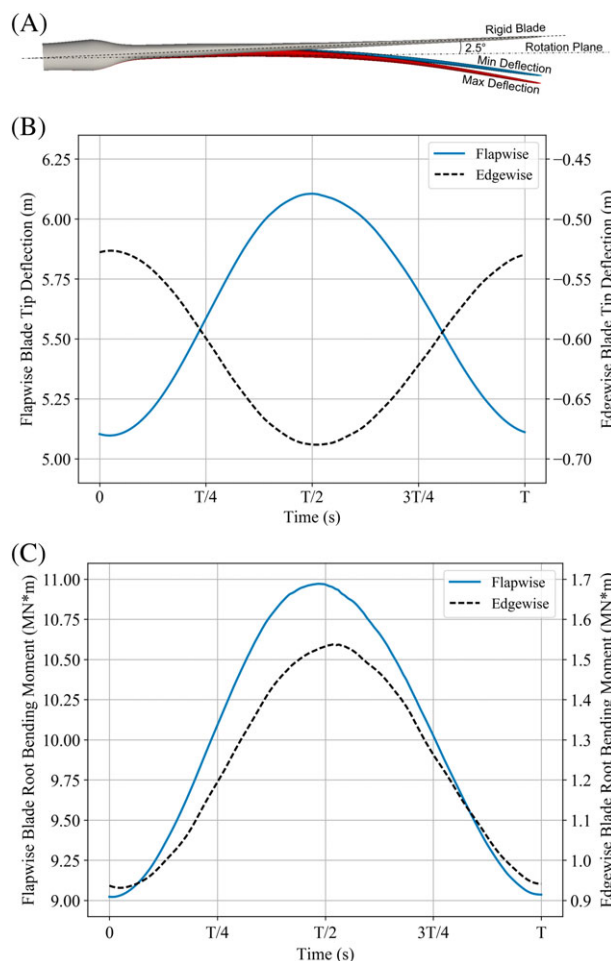 (A)
Rigid Blade
2.5°
Rotation Plane
Min Deflection
Max Deflection
(B)
Flapwise
Edgewise
Flapwise Blade Tip Deflection (m)
6.25
6.00
5.75
5.50
5.25
5.00
Edgewise Blade Tip Deflection (m)
−0.45
−0.50
−0.55
−0.60
−0.65
−0.70
0
T/4
T/2
3T/4
T
Time (s)
(C)
Flapwise
Edgewise
Flapwise Blade Root Bending Moment (MN*m)
11.00
10.75
10.50
10.25
10.00
9.75
9.50
9.25
9.00
Edgewise Blade Root Bending Moment (MN*m)
1.7
1.6
1.5
1.4
1.3
1.2
1.1
1.0
0.9
0
T/4
T/2
3T/4
T
Time (s)